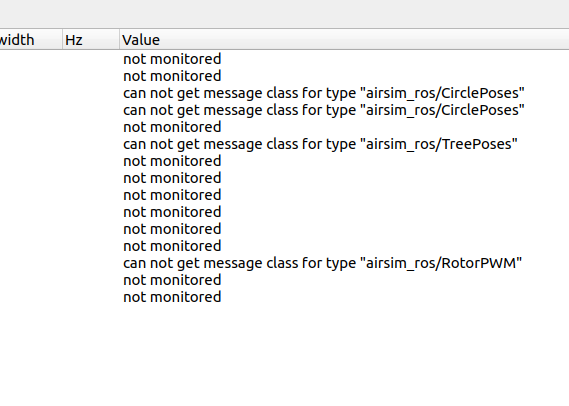 width Hz Value
not monitored
not monitored
can not get message class for type "airsim_ros/CirclePoses"
can not get message class for type "airsim_ros/CirclePoses"
not monitored
can not get message class for type "airsim_ros/TreePoses"
not monitored
not monitored
not monitored
not monitored
not monitored
not monitored
can not get message class for type "airsim_ros/RotorPWM"
not monitored
not monitored